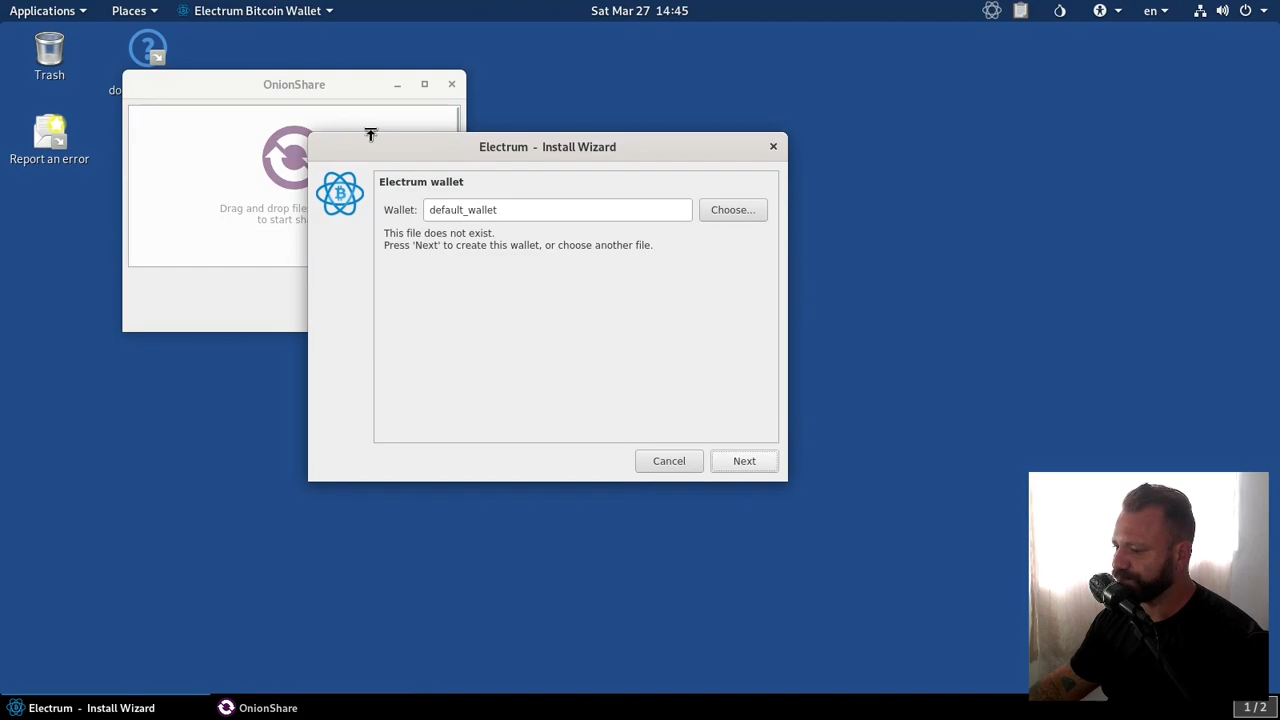 Applications
Places
Electrum Bitcoin Wallet
Sat Mar 27 14:45
en
Trash
do
Report an error
OnionShare
Drag and drop file
to start sh
Electrum - Install Wizard
Electrum wallet
Wallet: default_wallet
Choose...
This file does not exist.
Press 'Next' to create this wallet, or choose another file.
Cancel
Next
Electrum - Install Wizard
OnionShare
1 / 2